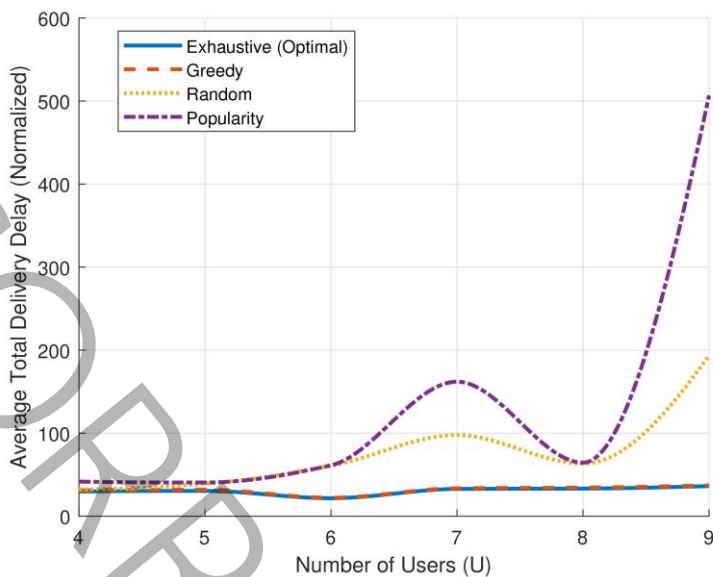 Average Total Delivery Delay (Normalized)
600
500
400
300
200
100
0
Exhaustive (Optimal)
Greedy
Random
Popularity
4 5 6 7 8 9
Number of Users (U)